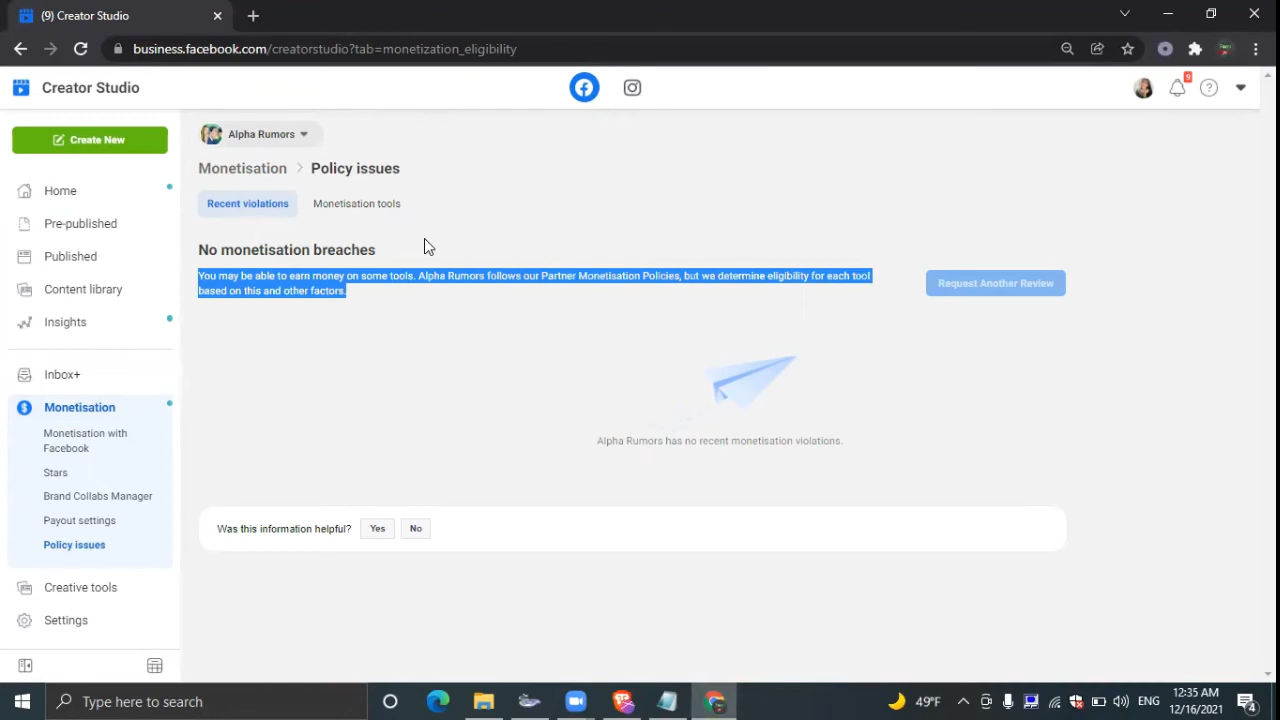 (9) Creator Studio
business.facebook.com/creatorstudio?tab=monetization_eligibility
Creator Studio
9
Create New
Home
Pre-published
Published
Content library
Insights
Inbox+
Monetisation
Monetisation with
Facebook
Stars
Brand Collabs Manager
Payout settings
Policy issues
Creative tools
Settings
Alpha Rumors
Monetisation > Policy issues
Recent violations Monetisation tools
No monetisation breaches
You may be able to earn money on some tools. Alpha Rumors follows our Partner Monetisation Policies, but we determine eligibility for each tool
based on this and other factors.
Request Another Review
Alpha Rumors has no recent monetisation violations.
Was this information helpful? Yes No
Type here to search
49°F
ENG
12:35 AM
12/16/2021
4